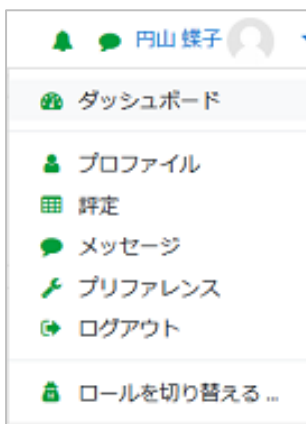 円山 蝶子
ダッシュボード
プロファイル
評定
メッセージ
プリファレンス
ログアウト
ロールを切り替える ...